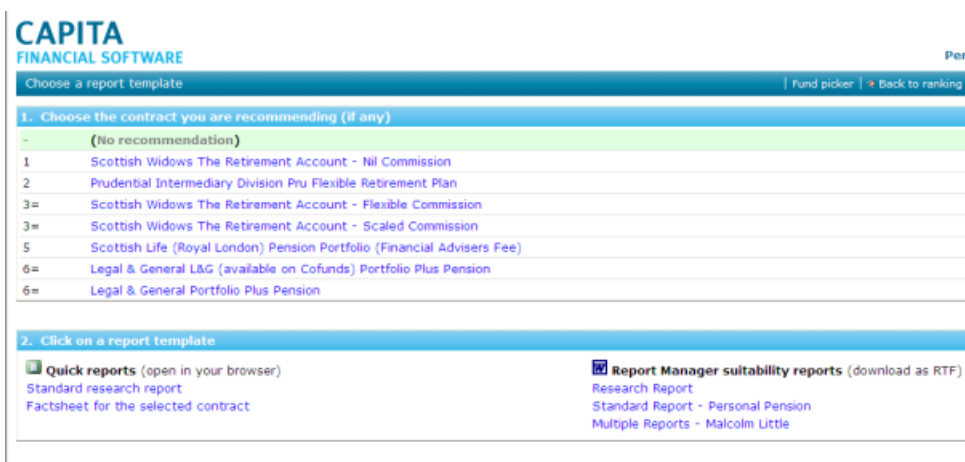 CAPITA
FINANCIAL SOFTWARE
Choose a report template | Fund picker | Back to ranking
1. Choose the contract you are recommending (if any)
- (No recommendation)
1 Scottish Widows The Retirement Account - Nil Commission
2 Prudential Intermediary Division Pru Flexible Retirement Plan
3= Scottish Widows The Retirement Account - Flexible Commission
3= Scottish Widows The Retirement Account - Scaled Commission
5 Scottish Life (Royal London) Pension Portfolio (Financial Advisers Fee)
6= Legal & General L&G (available on Cofunds) Portfolio Plus Pension
6= Legal & General Portfolio Plus Pension
2. Click on a report template
Quick reports (open in your browser)
Standard research report
Factsheet for the selected contract
Report Manager suitability reports (download as RTF)
Research Report
Standard Report - Personal Pension
Multiple Reports - Malcolm Little